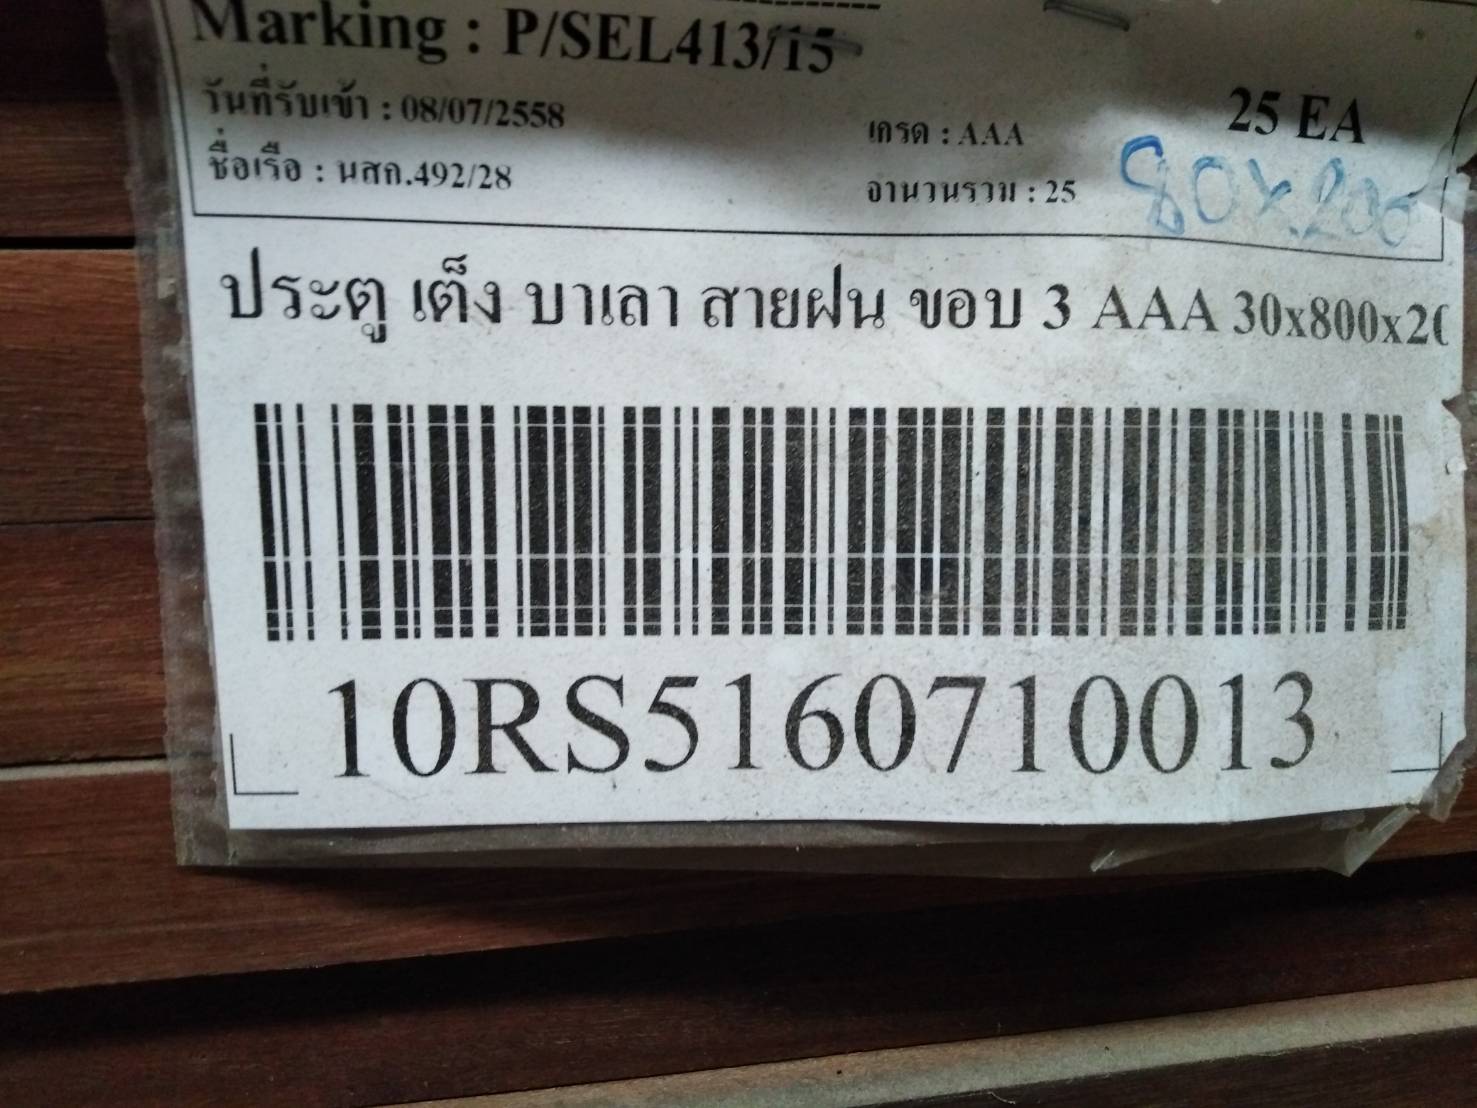 Marking : P/SEL413/15
วันที่รับเข้า : 08/07/2558
เกรด : AAA
25 EA
ชื่อเรือ : นสก.492/28
จำนวนรวม : 25
80x200
ประตู เต็ง บาเลา สายฝน ขอบ 3 AAA 30x800x20
10RS5160710013